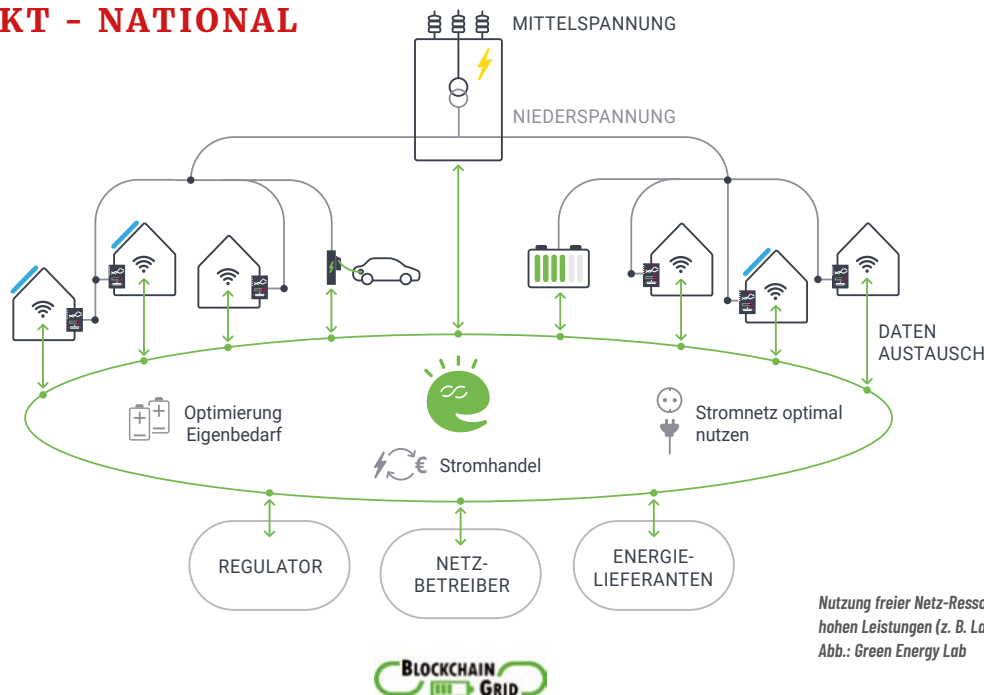 KT – NATIONAL
MITTELSPANNUNG
NIEDERSPANNUNG
DATEN
AUSTAUSCH
Optimierung
Eigenbedarf
Stromnetz optimal
nutzen
€ Stromhandel
REGULATOR
NETZ-
BETREIBER
ENERGIE-
LIEFERANTEN
Nutzung freier Netz-Resso
hohen Leistungen (z. B. La
Abb.: Green Energy Lab
BLOCKCHAIN
GRID